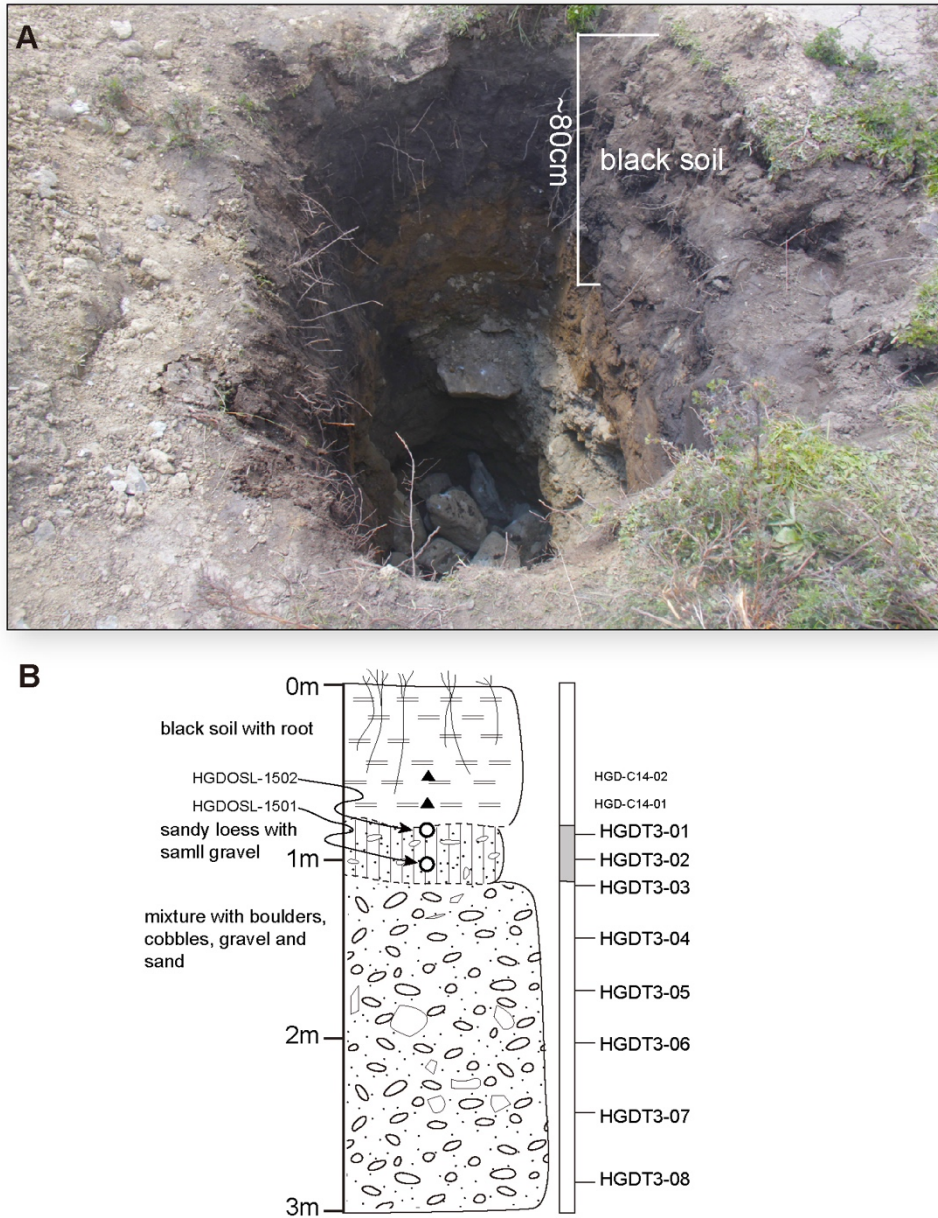 A
~80cm
black soil
B
0m
black soil with root
HGDOSL-1502
HGDOSL-1501
sandy loess with
samll gravel
1m
mixture with boulders,
cobbles, gravel and
sand
2m
3m
HGD-C14-02
HGD-C14-01
HGDT3-01
HGDT3-02
HGDT3-03
HGDT3-04
HGDT3-05
HGDT3-06
HGDT3-07
HGDT3-08